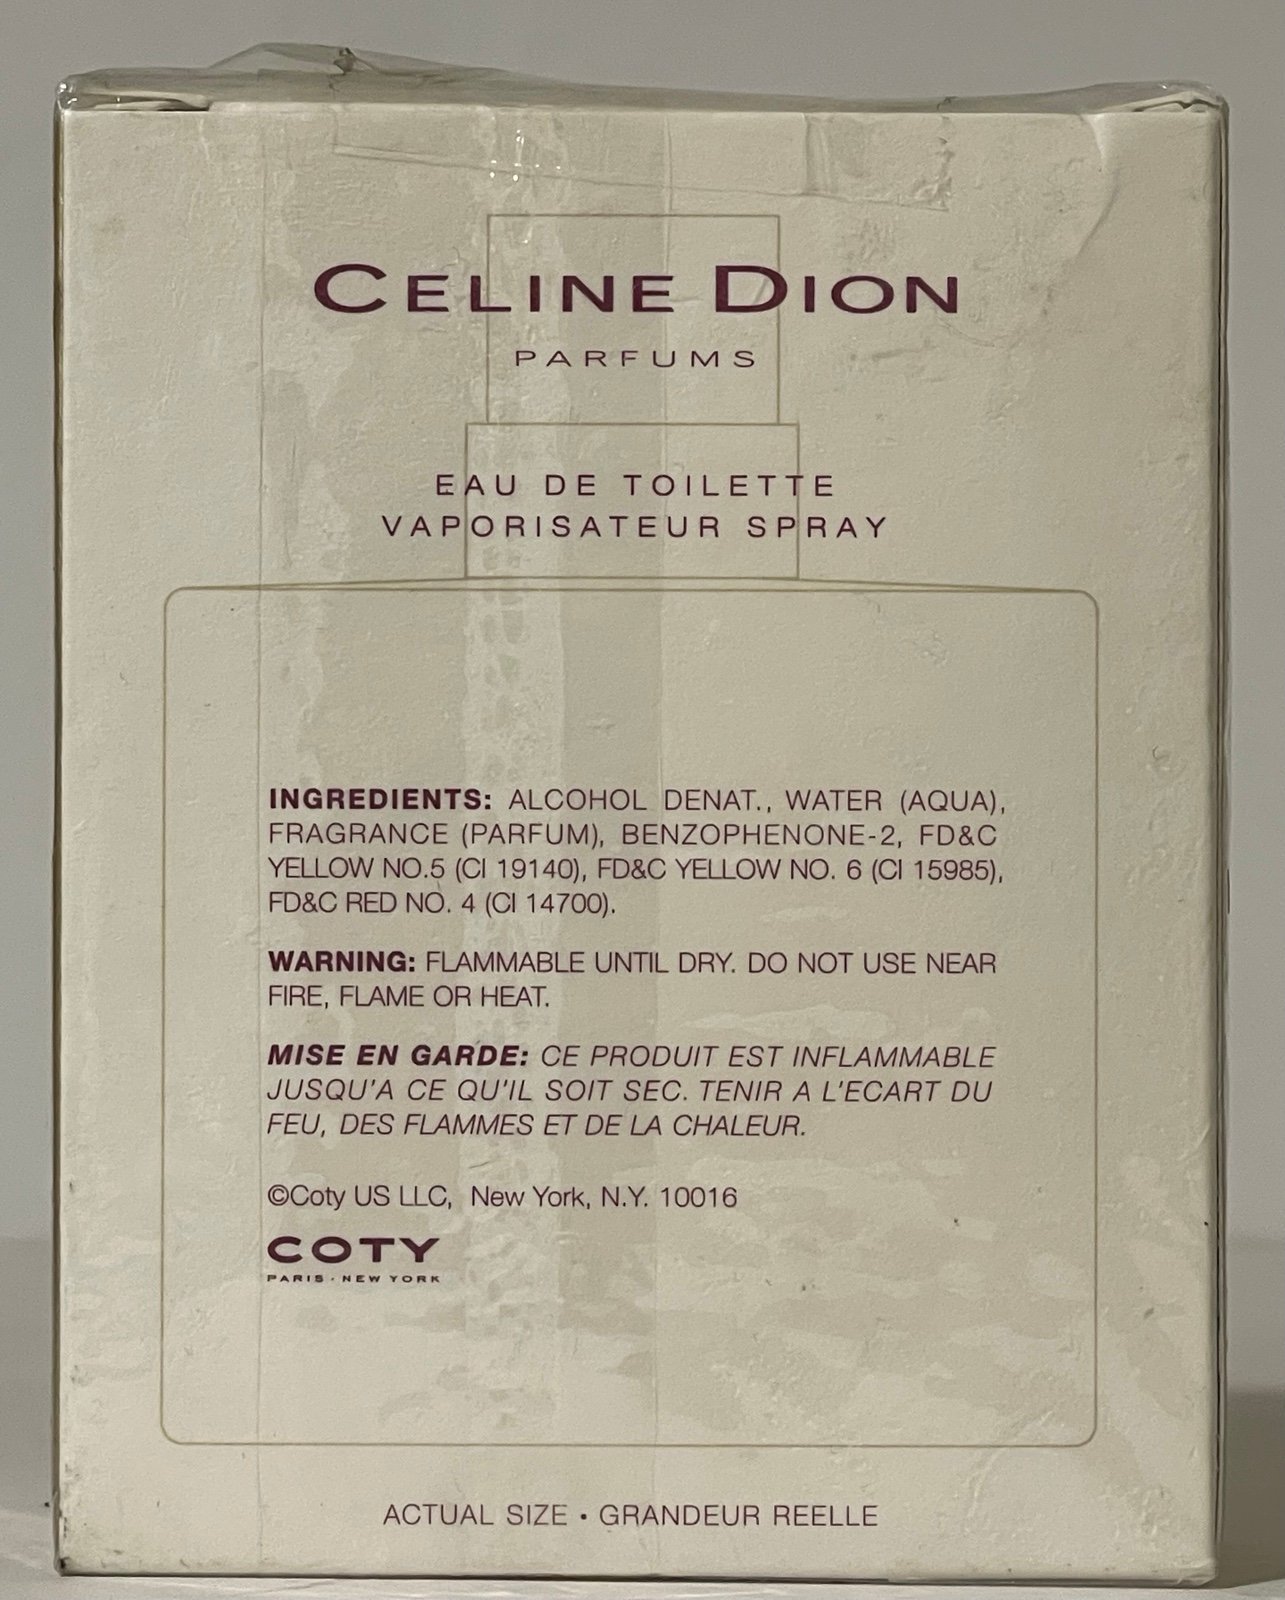 CELINE DION
PARFUMS
EAU DE TOILETTE
VAPORISATEUR SPRAY
INGREDIENTS: ALCOHOL DENAT., WATER (AQUA),
FRAGRANCE (PARFUM), BENZOPHENONE-2, FD&C
YELLOW NO.5 (CI 19140), FD&C YELLOW NO. 6 (CI 15985),
FD&C RED NO. 4 (CI 14700).
WARNING: FLAMMABLE UNTIL DRY. DO NOT USE NEAR
FIRE, FLAME OR HEAT.
MISE EN GARDE: CE PRODUIT EST INFLAMMABLE
JUSQU'A CE QU'IL SOIT SEC. TENIR A L'ECART DU
FEU, DES FLAMMES ET DE LA CHALEUR.
©Coty US LLC, New York, N.Y. 10016
COTY
PARIS · NEW YORK
ACTUAL SIZE • GRANDEUR REELLE